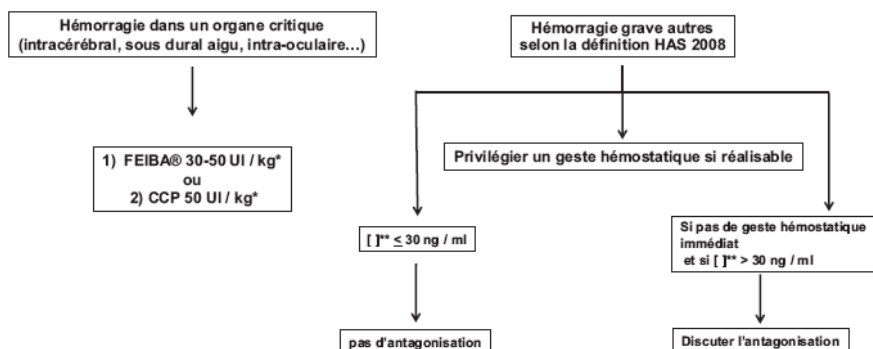 Hémorragie dans un organe critique
(intracérébral, sous dural aigu, intra-oculaire…)
Hémorragie grave autres
selon la définition HAS 2008
1) FEIBA® 30-50 UI / kg*
ou
2) CCP 50 UI / kg*
Privilégier un geste hémostatique si réalisable
[ ]** ≤ 30 ng / ml
Si pas de geste hémostatique
immédiat
et si [ ]** > 30 ng / ml
pas d'antagonisation
Discuter l'antagonisation